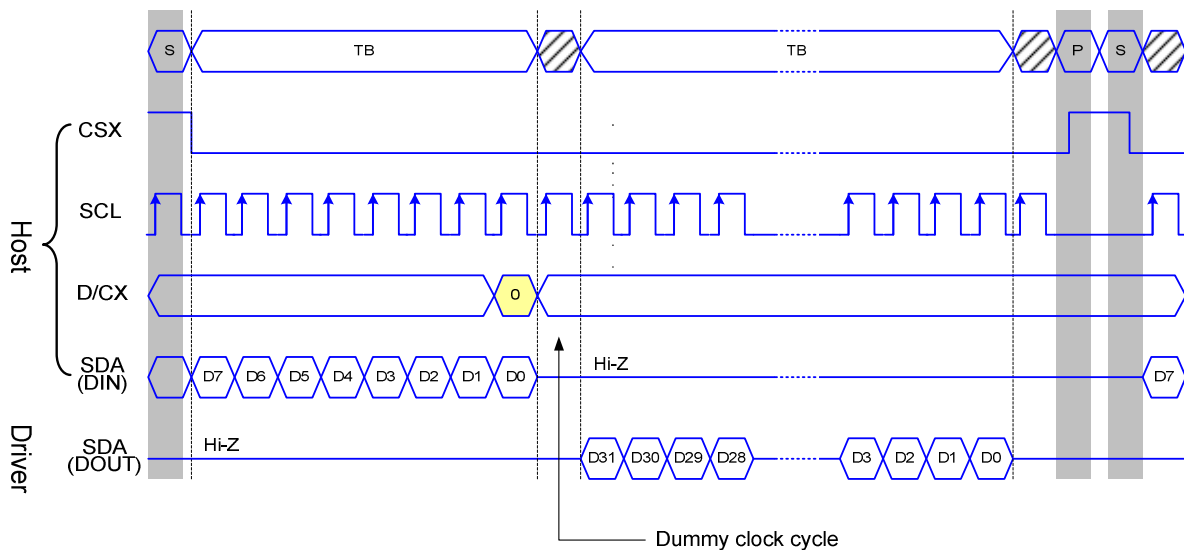 S TB TB P S
CSX
SCL
D/CX 0
SDA
(DIN) D7 D6 D5 D4 D3 D2 D1 D0 Hi-Z D7
SDA
(DOUT) Hi-Z D31 D30 D29 D28 D3 D2 D1 D0
Host
Driver
Dummy clock cycle